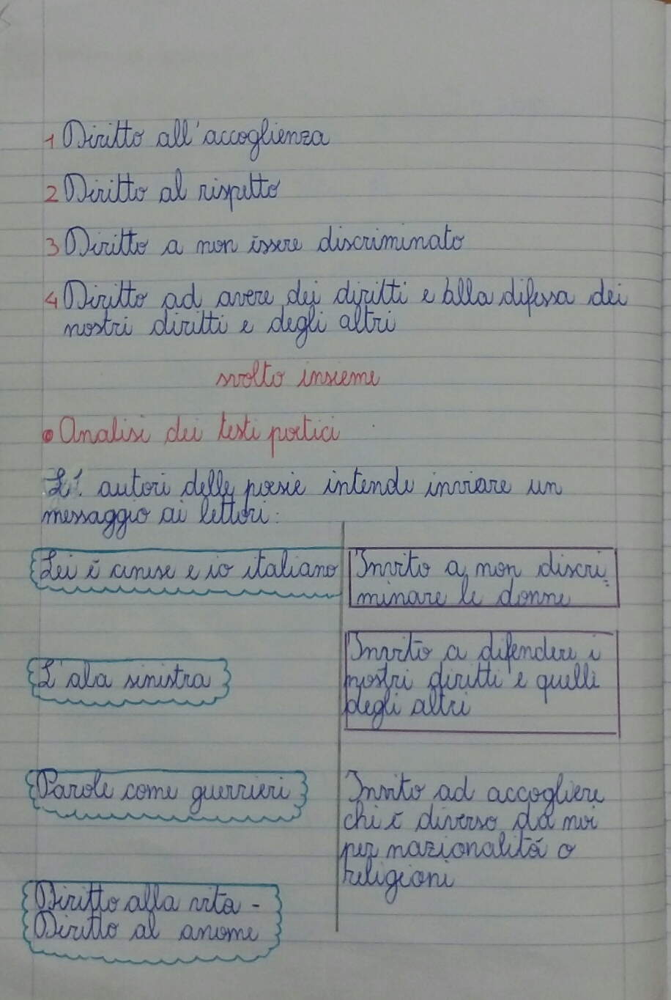 1 Diritto all'accoglienza
2 Diritto al rispetto
3 Diritto a non essere discriminato
4 Diritto ad avere dei diritti e alla difesa dei
nostri diritti e degli altri
svolto insieme
• Analisi dei testi poetici
autori delle poesie intende inviare un
messaggio ai lettori:
Lei è cinese e io italiano
Invito a non discri=
minare le donne
L'ala sinistra
Invito a difendere i
nostri diritti e quelli
degli altri
Parole come guerrieri
Invito ad accogliere
chi è diverso da noi
per nazionalità o
religioni
Diritto alla vita -
Diritto al anome